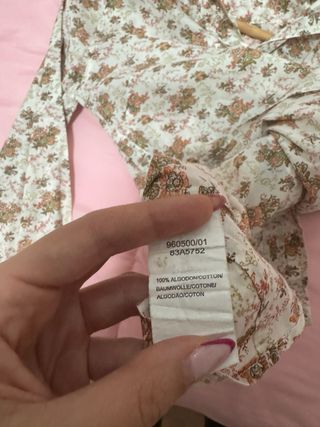 960500/01
83A5752
100% ALGODON/COTTON/
BAUMWOLLE/COTONE/
ALGODÃO/COTON